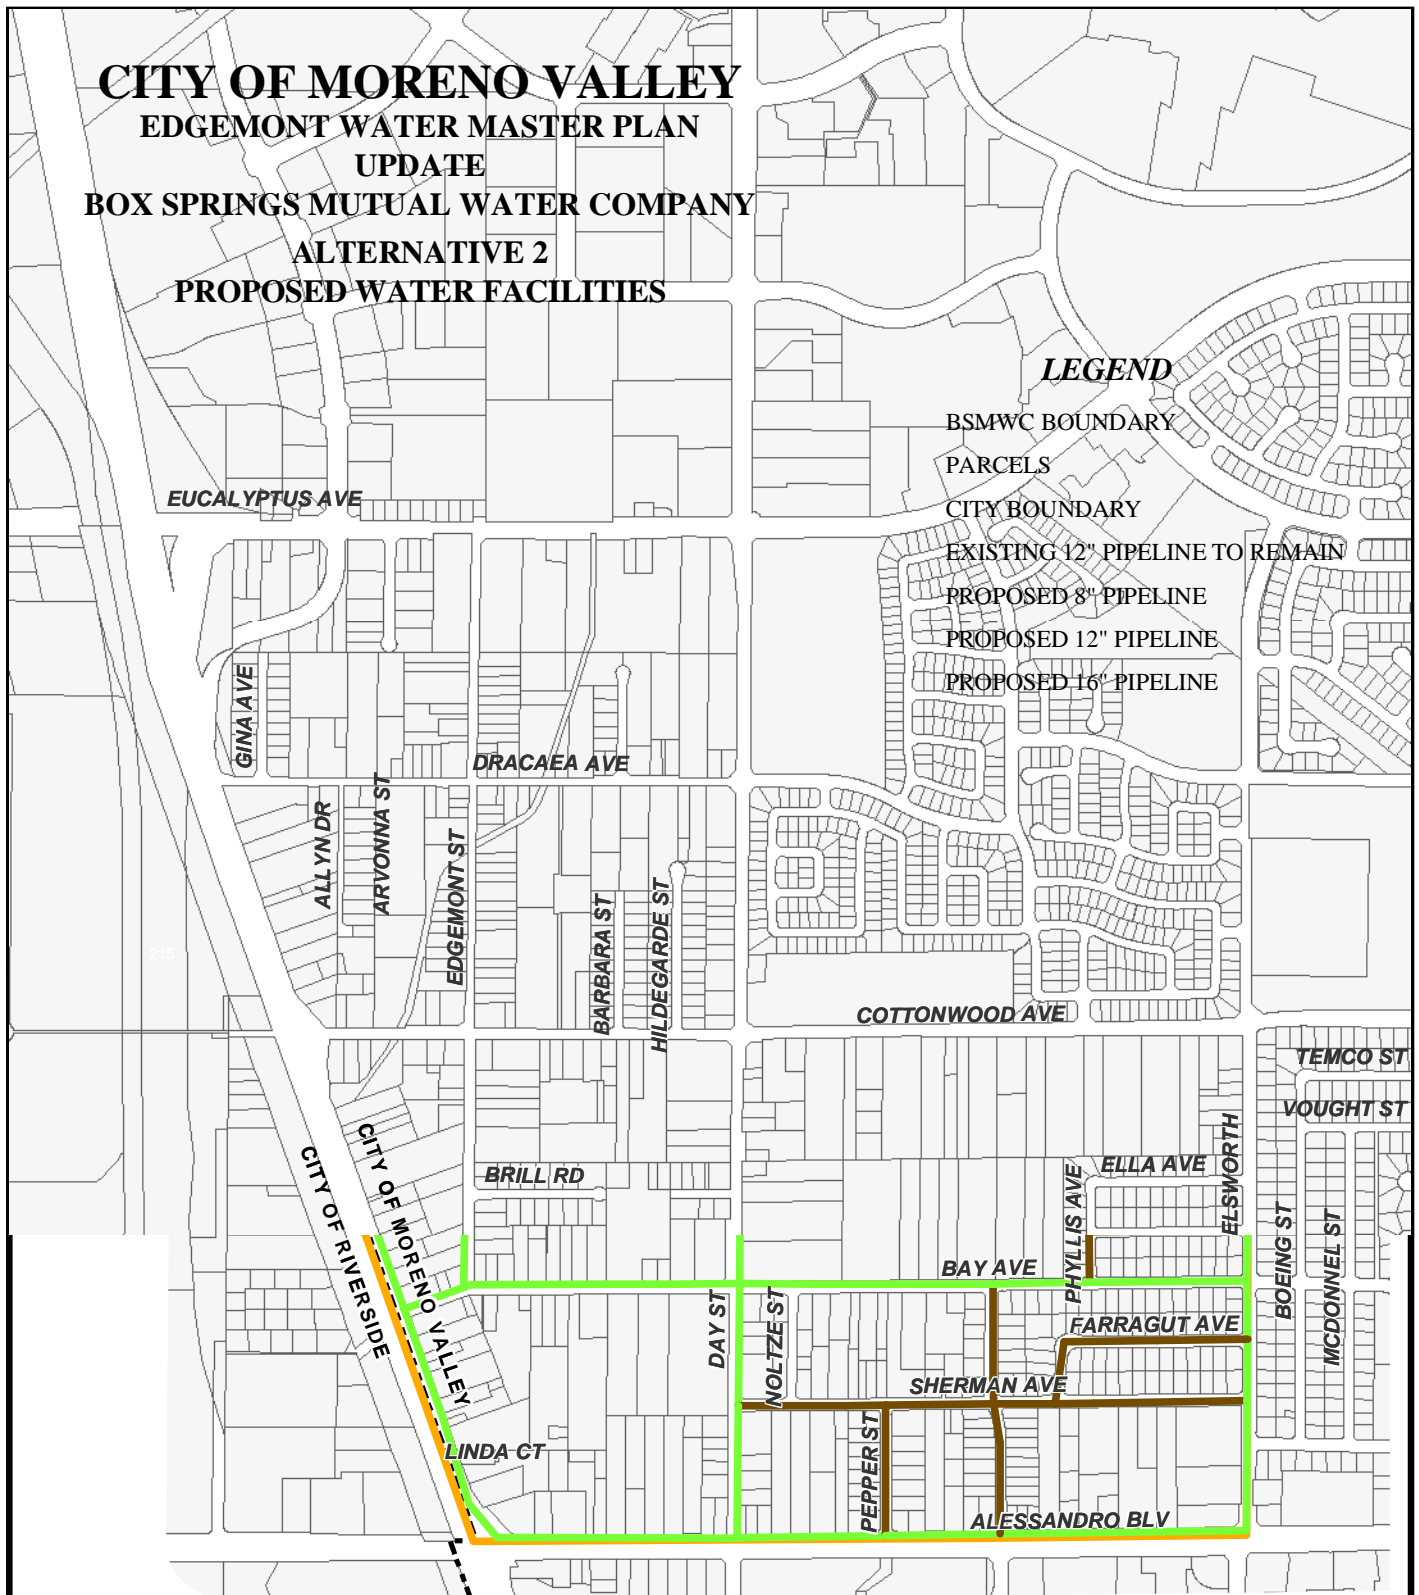 CITY OF MORENO VALLEY
EDGEMONT WATER MASTER PLAN
UPDATE
BOX SPRINGS MUTUAL WATER COMPANY
ALTERNATIVE 2
PROPOSED WATER FACILITIES
LEGEND
BSMWC BOUNDARY
PARCELS
CITY BOUNDARY
EXISTING 12" PIPELINE TO REMAIN
PROPOSED 8" PIPELINE
PROPOSED 12" PIPELINE
PROPOSED 16" PIPELINE
EUCALYPTUS AVE
GINA AVE
DRACAEA AVE
ALLYN DR
ARVONNA ST
EDGEMONT ST
BARBARA ST
HILDEGARDE ST
215
COTTONWOOD AVE
TEMCO ST
VOUGHT ST
CITY OF MORENO VALLEY
CITY OF RIVERSIDE
BRILL RD
PHYLLIS AVE
ELLA AVE
ELSWORTH
BOEING ST
MCDONNEL ST
BAY AVE
DAY ST
NOLTZE ST
FARRAGUT AVE
SHERMAN AVE
PEPPER ST
LINDA CT
ALESSANDRO BLV